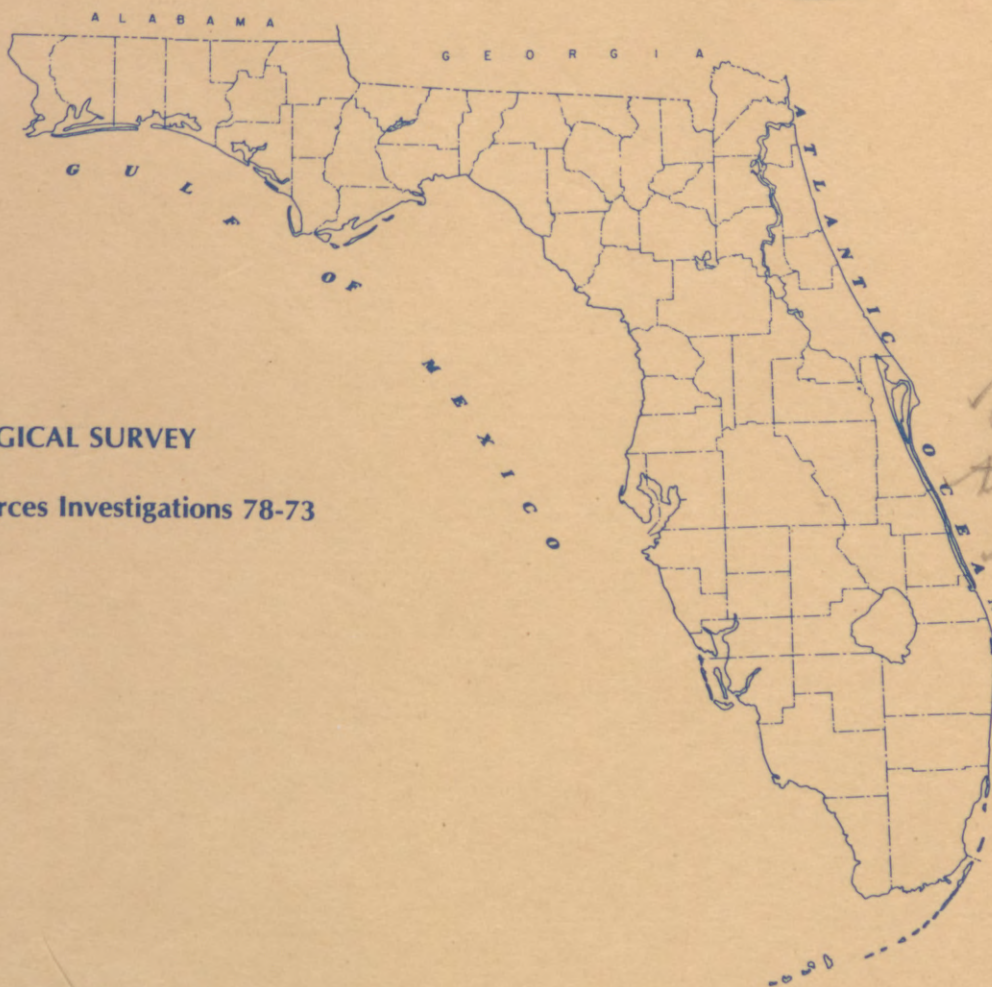 ALABAMA
GEORGIA
GULF OF MEXICO
ATLANTIC OCEA
GICAL SURVEY
rces Investigations 78-73